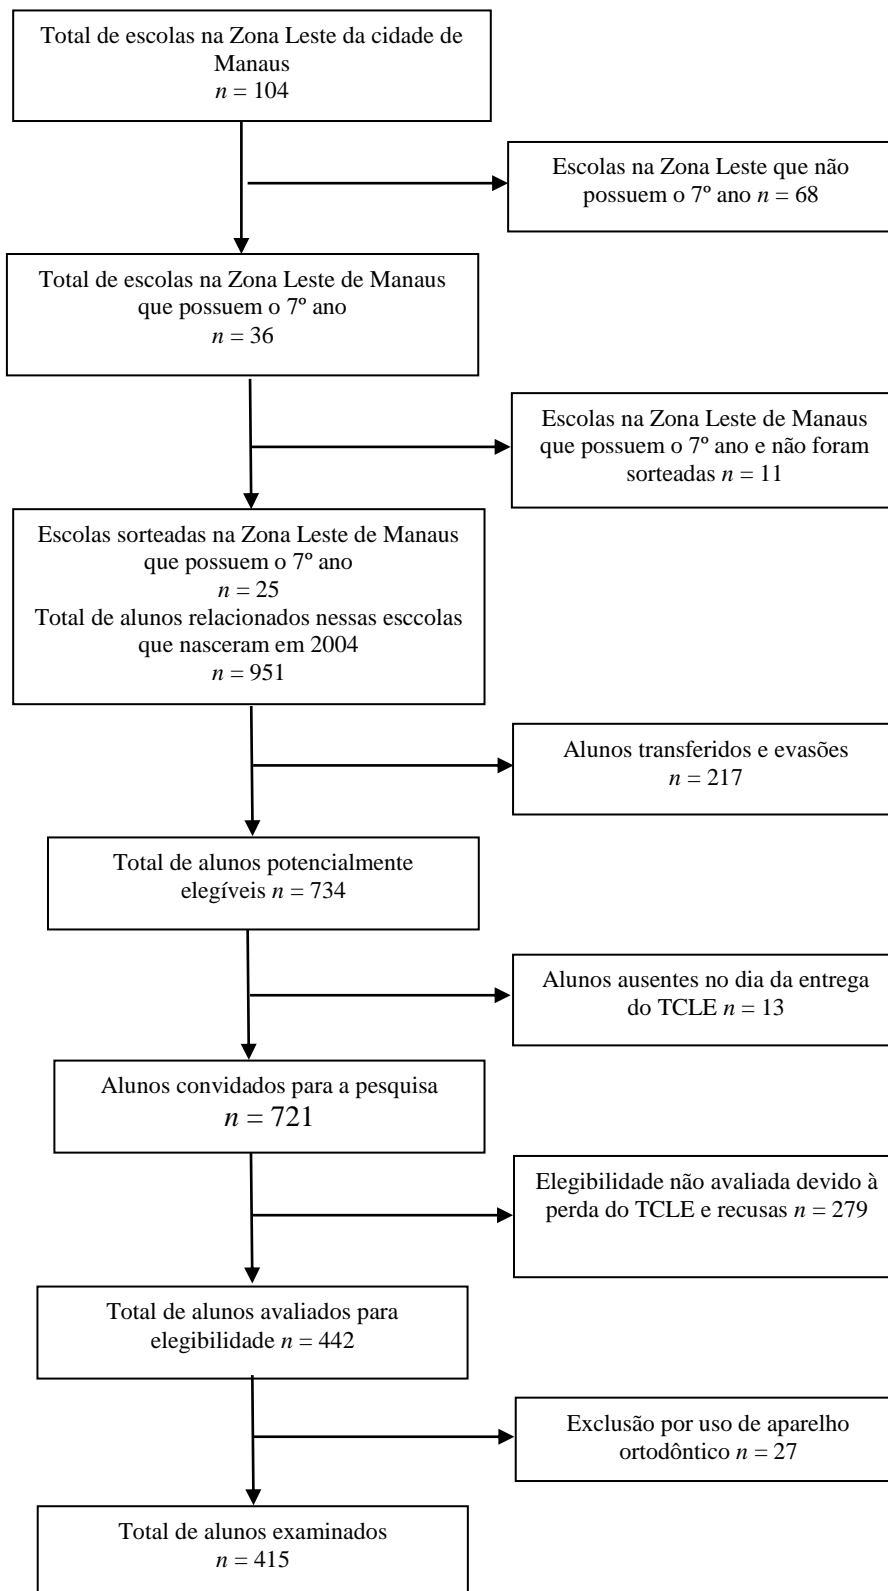 Total de escolas na Zona Leste da cidade de
Manaus
n = 104
Escolas na Zona Leste que não
possuem o 7º ano n = 68
Total de escolas na Zona Leste de Manaus
que possuem o 7º ano
n = 36
Escolas na Zona Leste de Manaus
que possuem o 7º ano e não foram
sorteadas n = 11
Escolas sorteadas na Zona Leste de Manaus
que possuem o 7º ano
n = 25
Total de alunos relacionados nessas esccolas
que nasceram em 2004
n = 951
Alunos transferidos e evasões
n = 217
Total de alunos potencialmente
elegíveis n = 734
Alunos ausentes no dia da entrega
do TCLE n = 13
Alunos convidados para a pesquisa
n = 721
Elegibilidade não avaliada devido à
perda do TCLE e recusas n = 279
Total de alunos avaliados para
elegibilidade n = 442
Exclusão por uso de aparelho
ortodôntico n = 27
Total de alunos examinados
n = 415